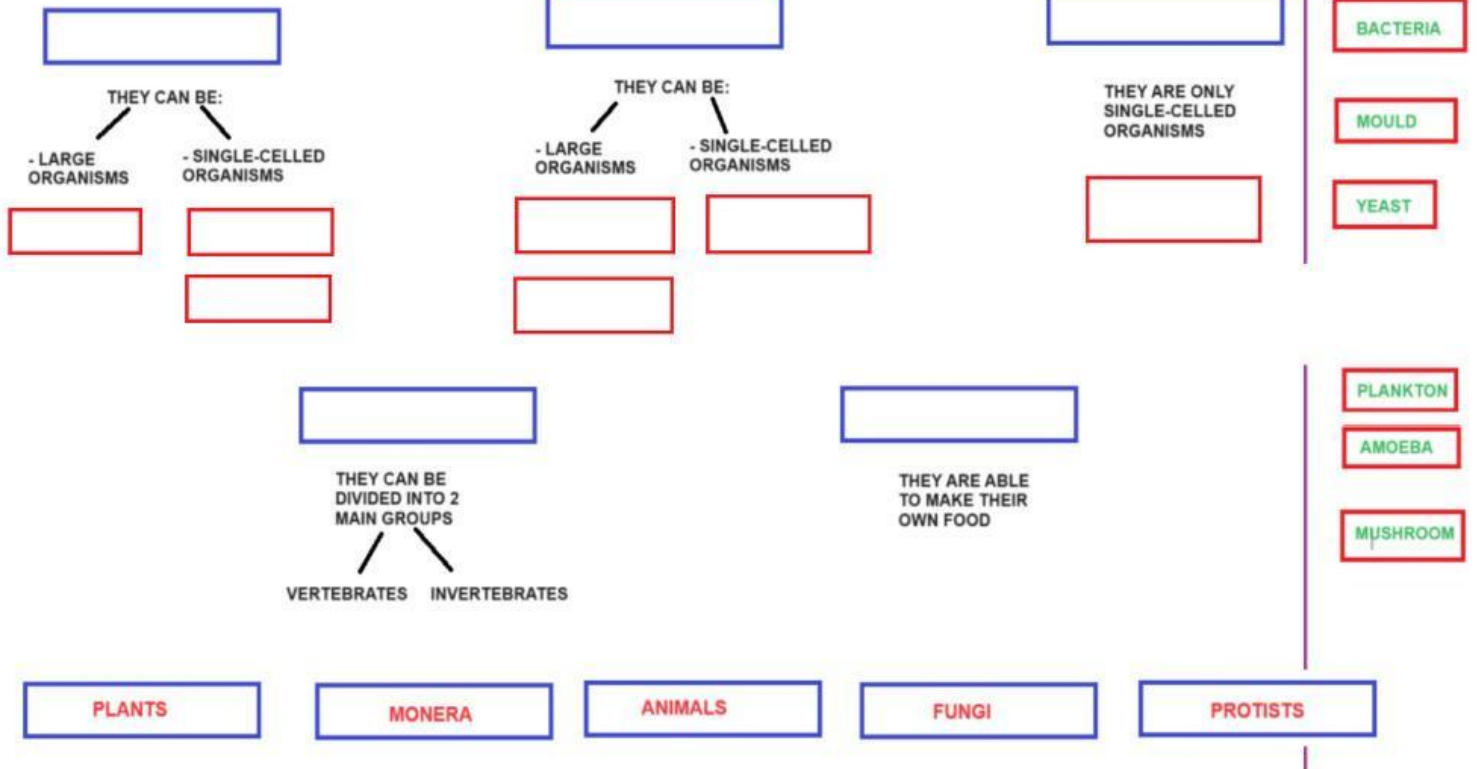 BACTERIA
THEY CAN BE:
THEY CAN BE:
THEY ARE ONLY
SINGLE-CELLED
ORGANISMS
MOULD
- LARGE
ORGANISMS
- SINGLE-CELLED
ORGANISMS
- LARGE
ORGANISMS
- SINGLE-CELLED
ORGANISMS
YEAST
PLANKTON
AMOEBA
THEY CAN BE
DIVIDED INTO 2
MAIN GROUPS
THEY ARE ABLE
TO MAKE THEIR
OWN FOOD
MUSHROOM
VERTEBRATES
INVERTEBRATES
PLANTS
MONERA
ANIMALS
FUNGI
PROTISTS